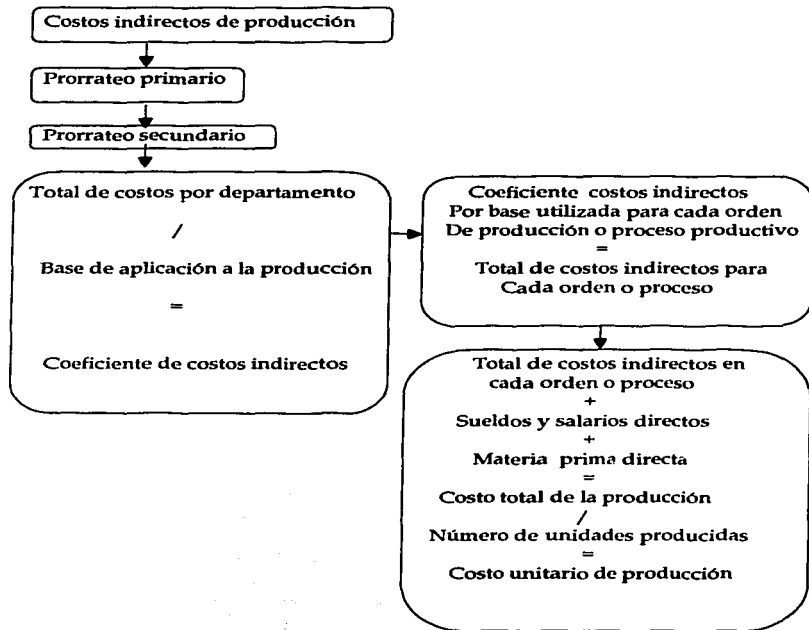 Costos indirectos de producción
Prorrateo primario
Prorrateo secundario
Total de costos por departamento
/
Base de aplicación a la producción
=
Coeficiente de costos indirectos
Coeficiente costos indirectos
Por base utilizada para cada orden
De producción o proceso productivo
=
Total de costos indirectos para
Cada orden o proceso
Total de costos indirectos en
cada orden o proceso
+
Sueldos y salarios directos
+
Materia prima directa
=
Costo total de la producción
/
Número de unidades producidas
=
Costo unitario de producción